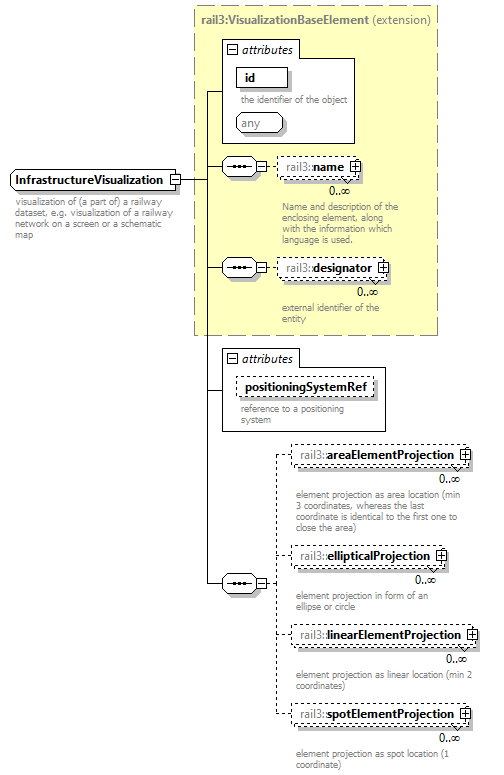 rail3:VisualizationBaseElement (extension)
attributes
id
the identifier of the object
any
InfrastructureVisualization
visualization of (a part of) a railway
dataset, e.g. visualization of a railway
network on a screen or a schematic
map
rail3::name
0..∞
Name and description of the
enclosing element, along
with the information which
language is used.
rail3::designator
0..∞
external identifier of the
entity
attributes
positioningSystemRef
reference to a positioning
system
rail3::areaElementProjection
0..∞
element projection as area location (min
3 coordinates, whereas the last
coordinate is identical to the first one to
close the area)
rail3::ellipticalProjection
0..∞
element projection in form of an
ellipse or circle
rail3::linearElementProjection
0..∞
element projection as linear location (min 2
coordinates)
rail3::spotElementProjection
0..∞
element projection as spot location (1
coordinate)